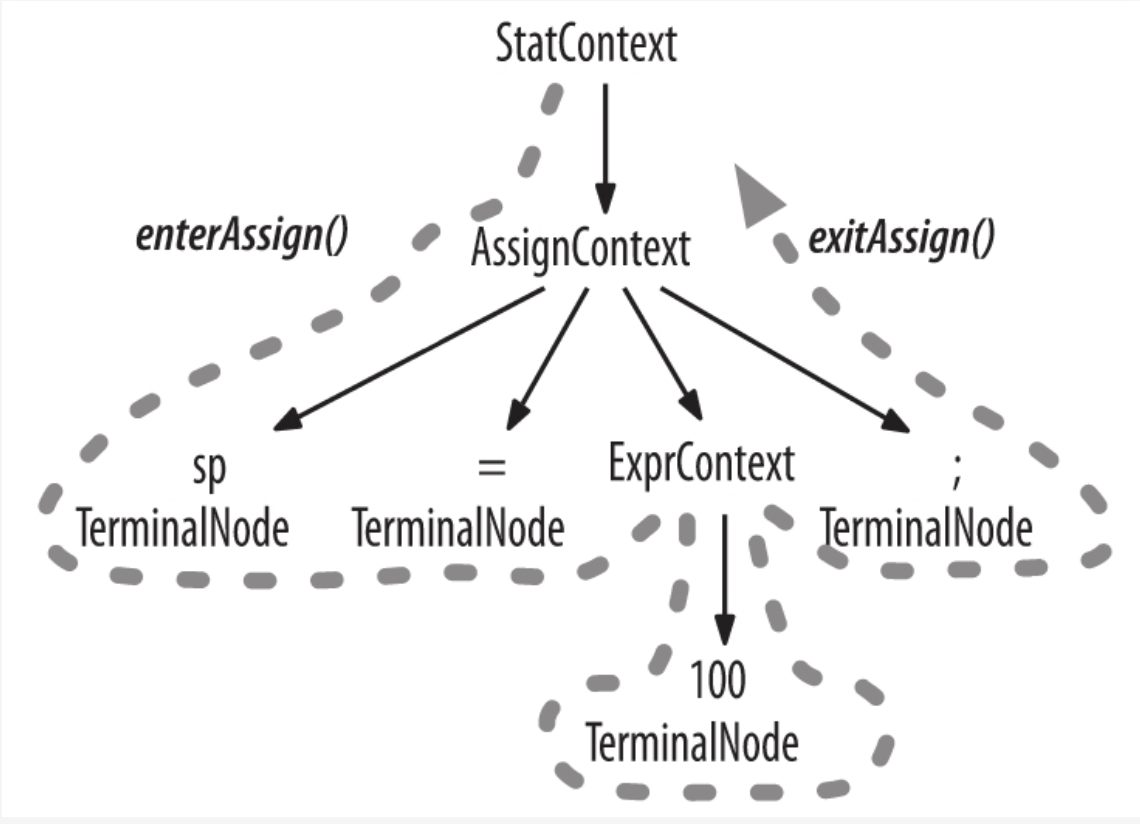 StatContext
enterAssign()
AssignContext
exitAssign()
sp
TerminalNode
=
TerminalNode
ExprContext
;
TerminalNode
100
TerminalNode